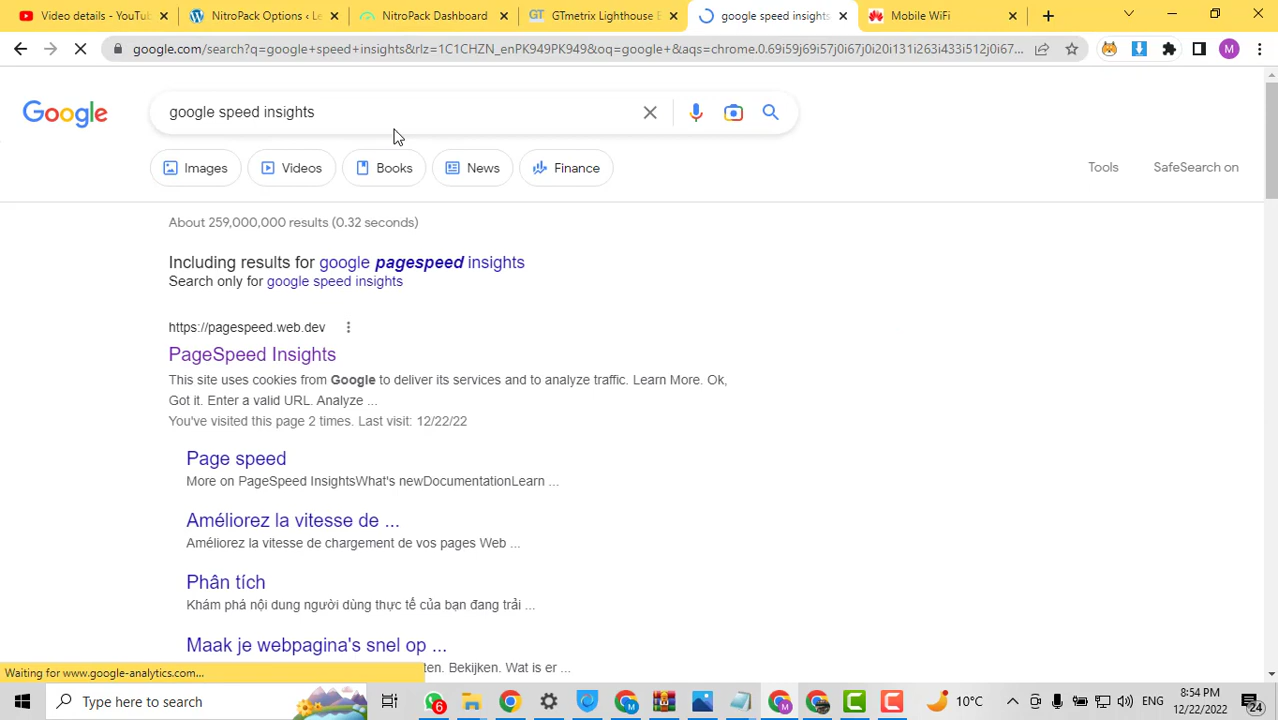 Video details - YouTu
NitroPack Options ‹ Le
NitroPack Dashboard
GTmetrix Lighthouse E
google speed insights
Mobile WiFi
google.com/search?q=google+speed+insights&rlz=1C1CHZN_enPK949PK949&oq=google+&aqs=chrome.0.69i59j69i57j0i67j0i20i131i263i433i512j0i67...
M
Google
google speed insights
Images
Videos
Books
News
Finance
Tools
SafeSearch on
About 259,000,000 results (0.32 seconds)
Including results for google pagespeed insights
Search only for google speed insights
https://pagespeed.web.dev
PageSpeed Insights
This site uses cookies from Google to deliver its services and to analyze traffic. Learn More. Ok,
Got it. Enter a valid URL. Analyze ...
You've visited this page 2 times. Last visit: 12/22/22
Page speed
More on PageSpeed InsightsWhat's newDocumentationLearn ...
Améliorez la vitesse de ...
Améliorez la vitesse de chargement de vos pages Web ...
Phân tích
Khám phá nội dung người dùng thực tế của bạn đang trải ...
Maak je webpagina's snel op ...
ten. Bekijken. Wat is er ...
Waiting for www.google-analytics.com...
Type here to search
6
10°C
ENG
8:54 PM
12/22/2022
24